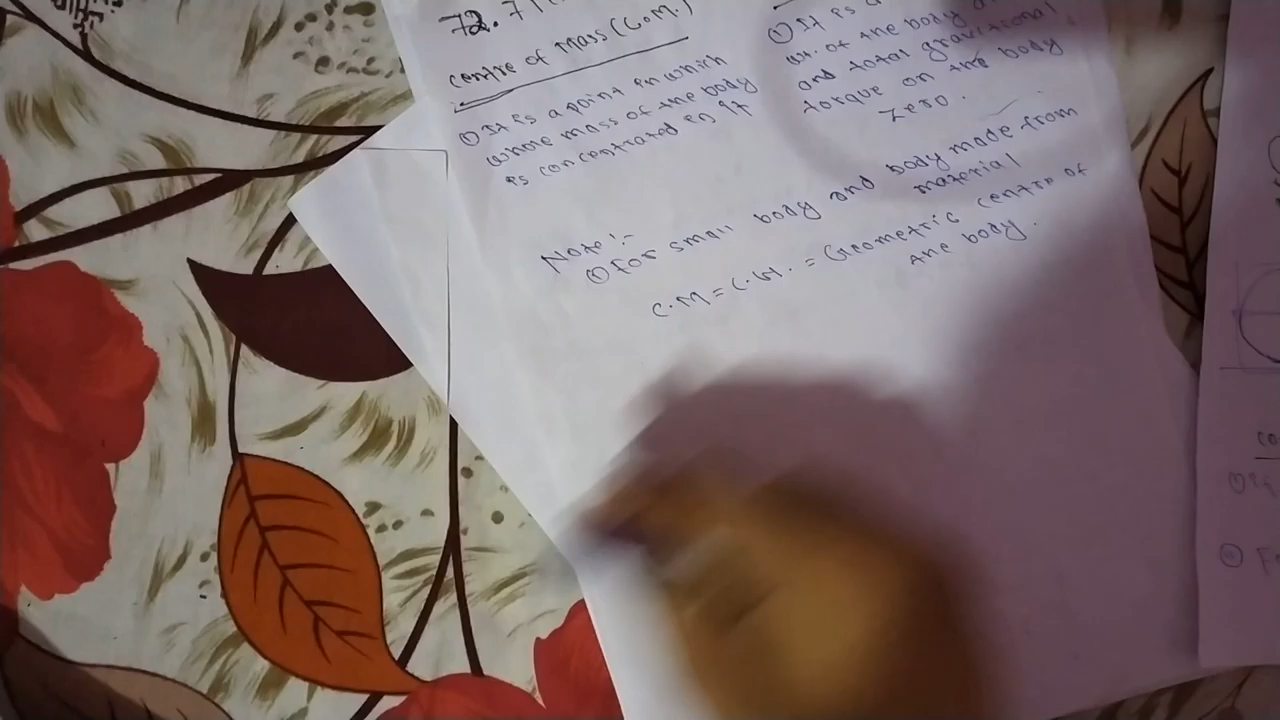 72.
Centre of Mass (C.O.M.)
① It is a point in which
whole mass of the body
is concentrated in it
① It is a
wt. of the body
and total gravitional
torque on the body
zero.
Note :-
① For small body and body made from
material
C.M = C.G. = Geometric centre of
the body.